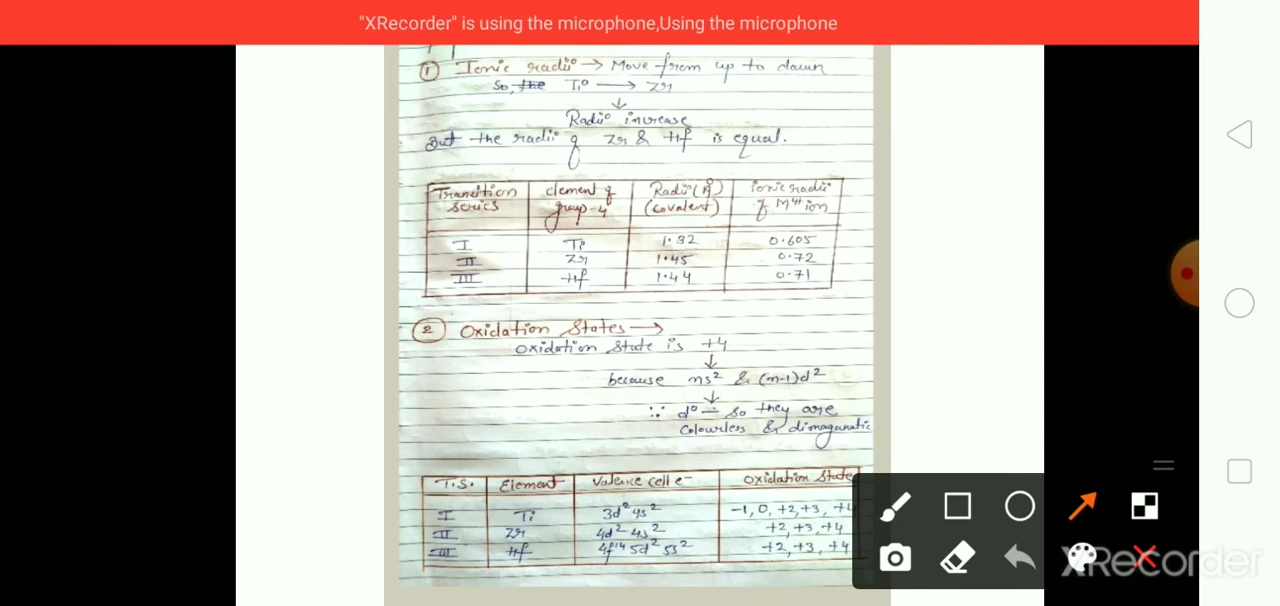 "XRecorder" is using the microphone,Using the microphone
① Ionic radii → Move from up to down
So, the Ti → Zr
↓
Radii increase
But the radii of Zr & Hf is equal.
Transition series | Element of group-4 | Radii (Å) (covalent) | ionic radii of M4+ ion
I | Ti | 1.32 | 0.605
II | Zr | 1.45 | 0.72
III | Hf | 1.44 | 0.71
② Oxidation States →
Oxidation State is +4
↓
because ns² & (n-1)d²
↓
∵ d° so they are
Colourless & dimaganatic
T.S. | Element | Valence cell e- | Oxidation State
I | Ti | 3d² 4s² | -1, 0, +2, +3, +4
II | Zr | 4d² 4s² | +2, +3, +4
III | Hf | 4f¹⁴ 5d² 5s² | +2, +3, +4
XRecorder